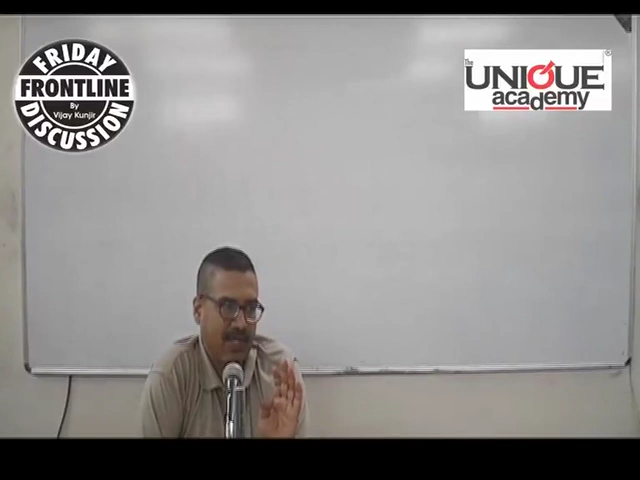 FRIDAY
FRONTLINE
By
Vijay Kunjir
DISCUSSION
The
UNIQUE
academy